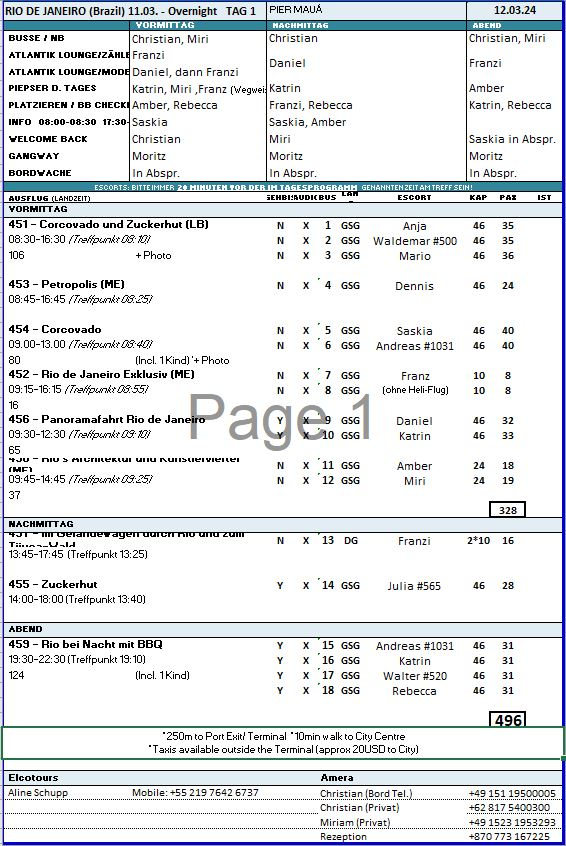 RIO DE JANEIRO (Brazil) 11.03. - Overnight TAG 1 PIER MAUÁ 12.03.24
VORMITTAG NACHMITTAG ABEND
BUSSE / NB Christian, Miri Christian Christian, Miri
ATLANTIK LOUNGE/ZÄHLE Franzi Daniel Franzi
ATLANTIK LOUNGE/MODE Daniel, dann Franzi
PIEPSER D. TAGES Katrin, Miri ,Franz (Wegwei: Katrin Amber
PLATZIEREN / BB CHECKI Amber, Rebecca Franzi, Rebecca Katrin, Rebecca
INFO 08:00-08:30 17:30- Saskia Saskia, Amber
WELCOME BACK Christian Miri Saskia in Abspr.
GANGWAY Moritz Moritz Moritz
BORDWACHE In Abspr. In Abspr. In Abspr.
ESCORTS: BITTE IMMER 20 MINUTEN VOR DER IM TAGESPROGRAMM GENANNTEN ZEIT AM TREFF SEIN!
AUSFLUG (LANDZEIT) GEHBI: AUDIO BUS LAN ESCORT KAP PAX IST
VORMITTAG
451 - Corcovado und Zuckerhut (LB) N X 1 GSG Anja 46 35
08:30-16:30 (Treffpunkt 08:10) N X 2 GSG Waldemar #500 46 35
106 + Photo N X 3 GSG Mario 46 36
453 - Petropolis (ME) N X 4 GSG Dennis 46 24
08:45-16:45 (Treffpunkt 08:25)
454 - Corcovado N X 5 GSG Saskia 46 40
09.00-13.00 (Treffpunkt 08:40) N X 6 GSG Andreas #1031 46 40
80 (Incl. 1 Kind) '+ Photo
452 - Rio de Janeiro Exklusiv (ME) N X 7 GSG Franz 10 8
09:15-16:15 (Treffpunkt 08:55) N X 8 GSG (ohne Heli-Flug) 10 8
16
Page 1
456 - Panoramafahrt Rio de Janeiro Y X 9 GSG Daniel 46 32
09:30-12:30 (Treffpunkt 09:10) Y X 10 GSG Katrin 46 33
65
Rio's Architektur und Künstlerviertel
(ME) N X 11 GSG Amber 24 18
09:45-14:45 (Treffpunkt 09:25) N X 12 GSG Miri 24 19
37
328
NACHMITTAG
Im Geländewagen durch Rio und zum
Tijuca-Wald N X 13 DG Franzi 2*10 16
13:45-17:45 (Treffpunkt 13:25)
455 - Zuckerhut Y X 14 GSG Julia #565 46 28
14:00-18:00 (Treffpunkt 13:40)
ABEND
459 - Rio bei Nacht mit BBQ Y X 15 GSG Andreas #1031 46 31
19:30-22:30 (Treffpunkt 19:10) Y X 16 GSG Katrin 46 31
124 (Incl. 1 Kind) Y X 17 GSG Walter #520 46 31
Y X 18 GSG Rebecca 46 31
496
*250m to Port Exit/ Terminal *10min walk to City Centre
*Taxis available outside the Terminal (approx 20USD to City)
Elcotours Amera
Aline Schupp Mobile: +55 219 7642 6737 Christian (Bord Tel.) +49 151 19500005
Christian (Privat) +62 817 5400300
Miriam (Privat) +49 1523 1953293
Rezeption +870 773 167225